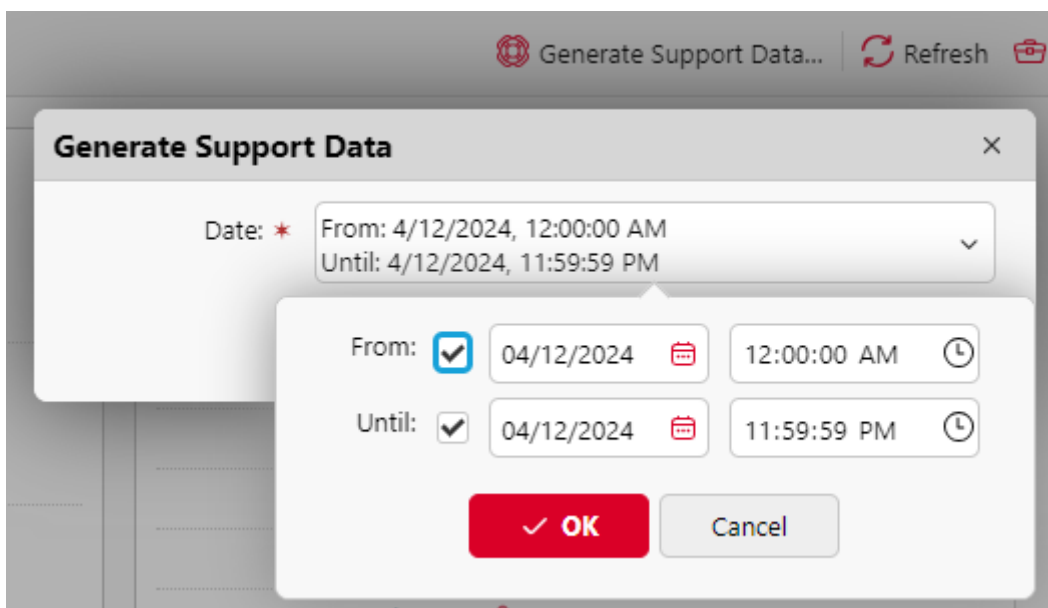 Generate Support Data... Refresh
Generate Support Data
Date: *
From: 4/12/2024, 12:00:00 AM
Until: 4/12/2024, 11:59:59 PM
From: 04/12/2024 12:00:00 AM
Until: 04/12/2024 11:59:59 PM
OK Cancel